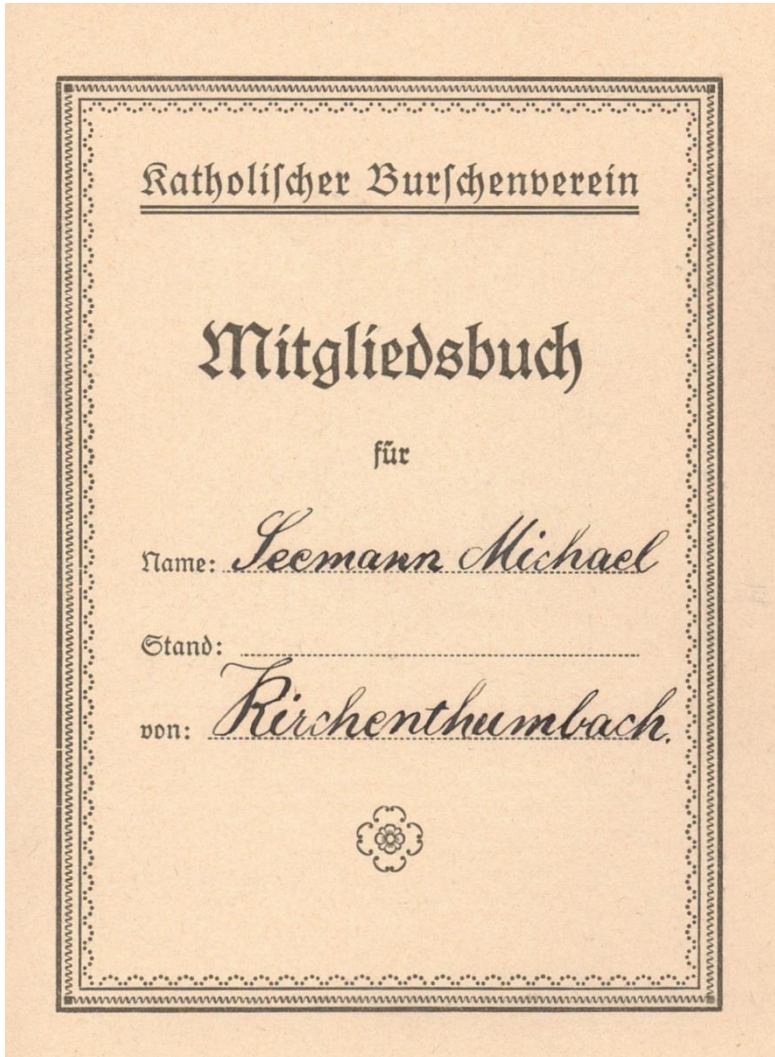 Katholischer Burschenverein
Mitgliedsbuch
für
Name: Seemann Michael
Stand:
von: Kirchenthumbach.